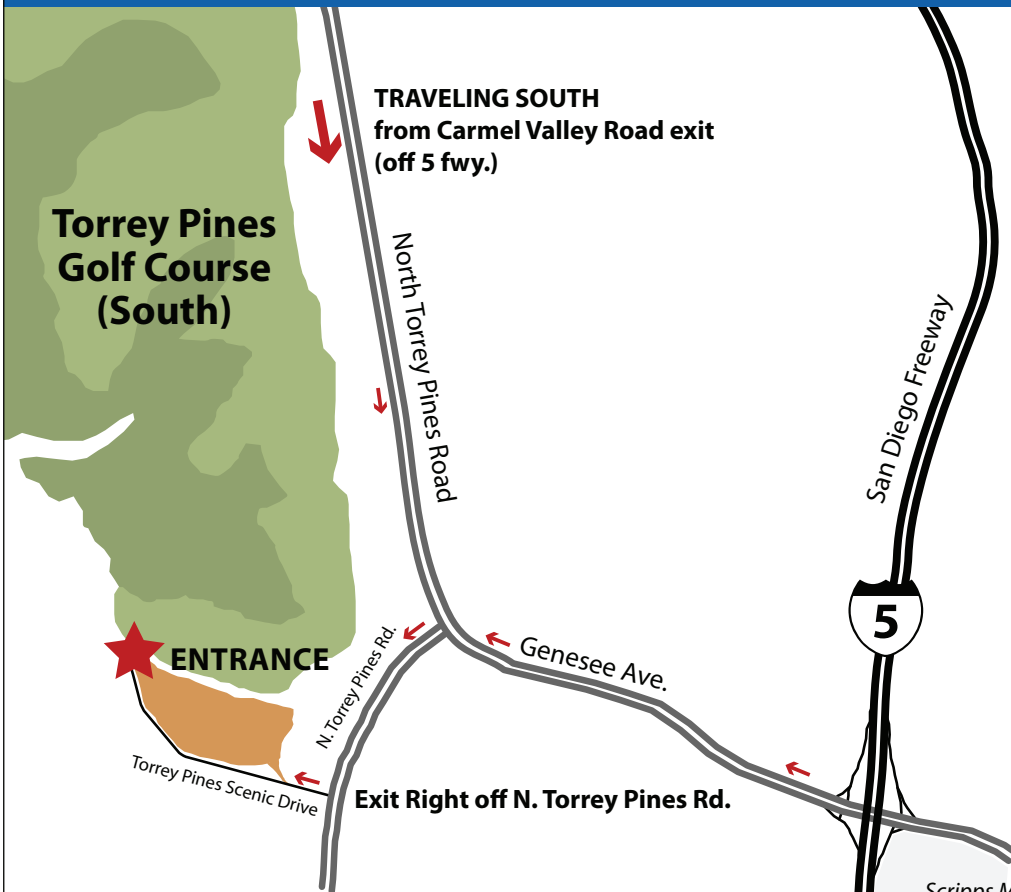 TRAVELING SOUTH
from Carmel Valley Road exit
(off 5 fwy.)
Torrey Pines
Golf Course
(South)
North Torrey Pines Road
San Diego Freeway
5
ENTRANCE
N. Torrey Pines Rd.
Genesee Ave.
Torrey Pines Scenic Drive
Exit Right off N. Torrey Pines Rd.
Scripps